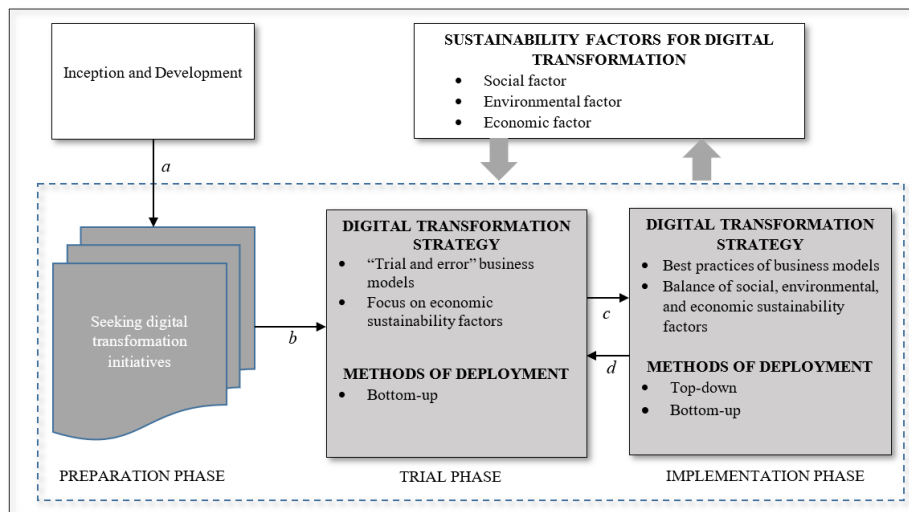 Inception and Development
SUSTAINABILITY FACTORS FOR DIGITAL
TRANSFORMATION
• Social factor
• Environmental factor
• Economic factor
a
Seeking digital
transformation
initiatives
b
DIGITAL TRANSFORMATION
STRATEGY
• “Trial and error” business
models
• Focus on economic
sustainability factors
METHODS OF DEPLOYMENT
• Bottom-up
c
d
DIGITAL TRANSFORMATION
STRATEGY
• Best practices of business models
• Balance of social, environmental,
and economic sustainability
factors
METHODS OF DEPLOYMENT
• Top-down
• Bottom-up
PREPARATION PHASE
TRIAL PHASE
IMPLEMENTATION PHASE